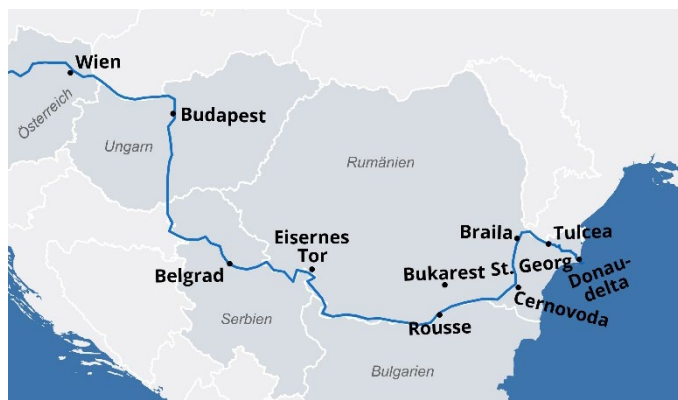 Wien
Österreich
Budapest
Ungarn
Rumänien
Eisernes
Tor
Braila
Tulcea
Belgrad
Bukarest St. Georg
Donau-
delta
Cernovoda
Serbien
Rousse
Bulgarien